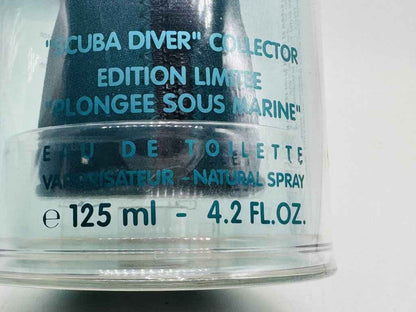 "SCUBA DIVER" COLLECTOR
EDITION LIMITEE
"PLONGEE SOUS MARINE"
EAU DE TOILETTE
VAPORISATEUR - NATURAL SPRAY
℮ 125 ml - 4.2 FL.OZ.